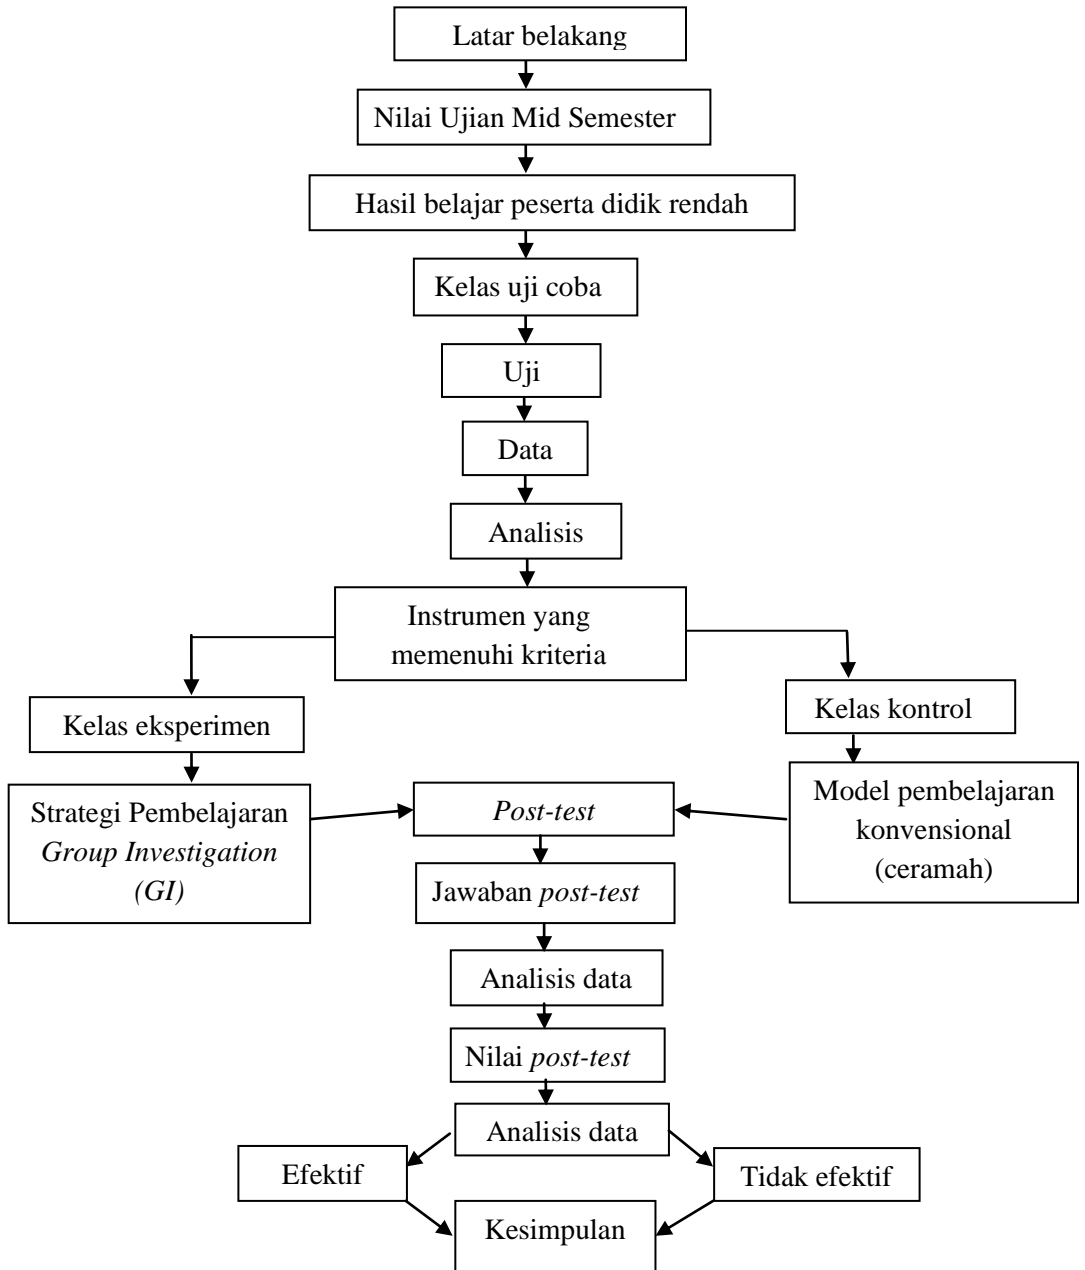 Latar belakang
Nilai Ujian Mid Semester
Hasil belajar peserta didik rendah
Kelas uji coba
Uji
Data
Analisis
Instrumen yang
memenuhi kriteria
Kelas eksperimen
Kelas kontrol
Strategi Pembelajaran
Group Investigation
(GI)
Post-test
Model pembelajaran
konvensional
(ceramah)
Jawaban post-test
Analisis data
Nilai post-test
Analisis data
Efektif
Tidak efektif
Kesimpulan